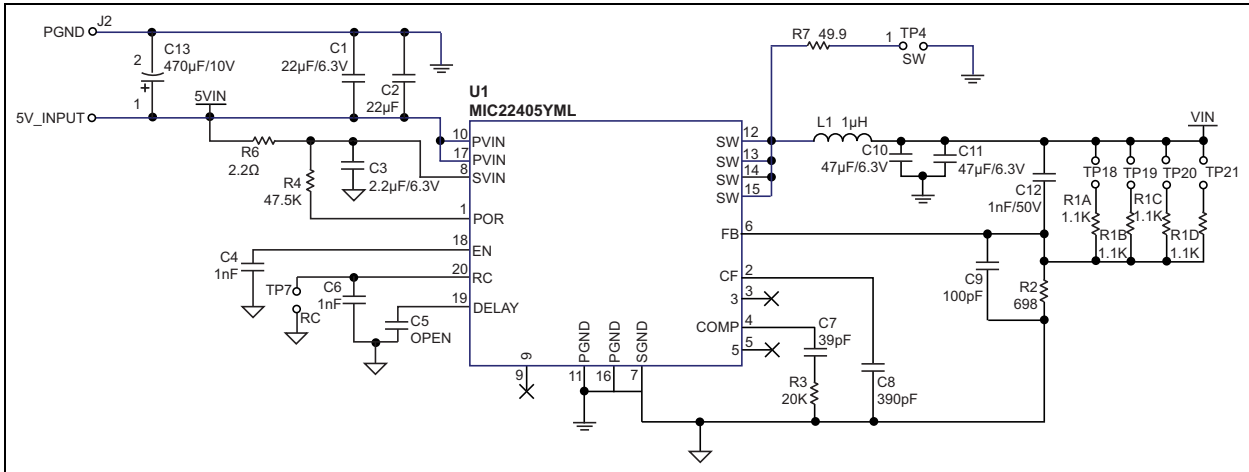 PGND J2
C13
2
470µF/10V
C1
22µF/6.3V
C2
22µF
+
1
5V_INPUT
5VIN
R6
2.2Ω
R4
47.5K
C3
2.2µF/6.3V
C4
1nF
TP7
RC
C6
1nF
C5
OPEN
U1
MIC22405YML
10 PVIN
17 PVIN
8 SVIN
1 POR
18 EN
20 RC
19 DELAY
9
9
PGND
11
PGND
16
SGND
7
SW 12
SW 13
SW 14
SW 15
FB 6
CF 2
3 3
COMP 4
5 5
R7 49.9
1 TP4
SW
L1 1µH
C10
47µF/6.3V
C11
47µF/6.3V
C12
1nF/50V
VIN
TP18 TP19 TP20 TP21
R1A
1.1K
R1B
1.1K
R1C
1.1K
R1D
1.1K
C9
100pF
R2
698
C7
39pF
R3
20K
C8
390pF